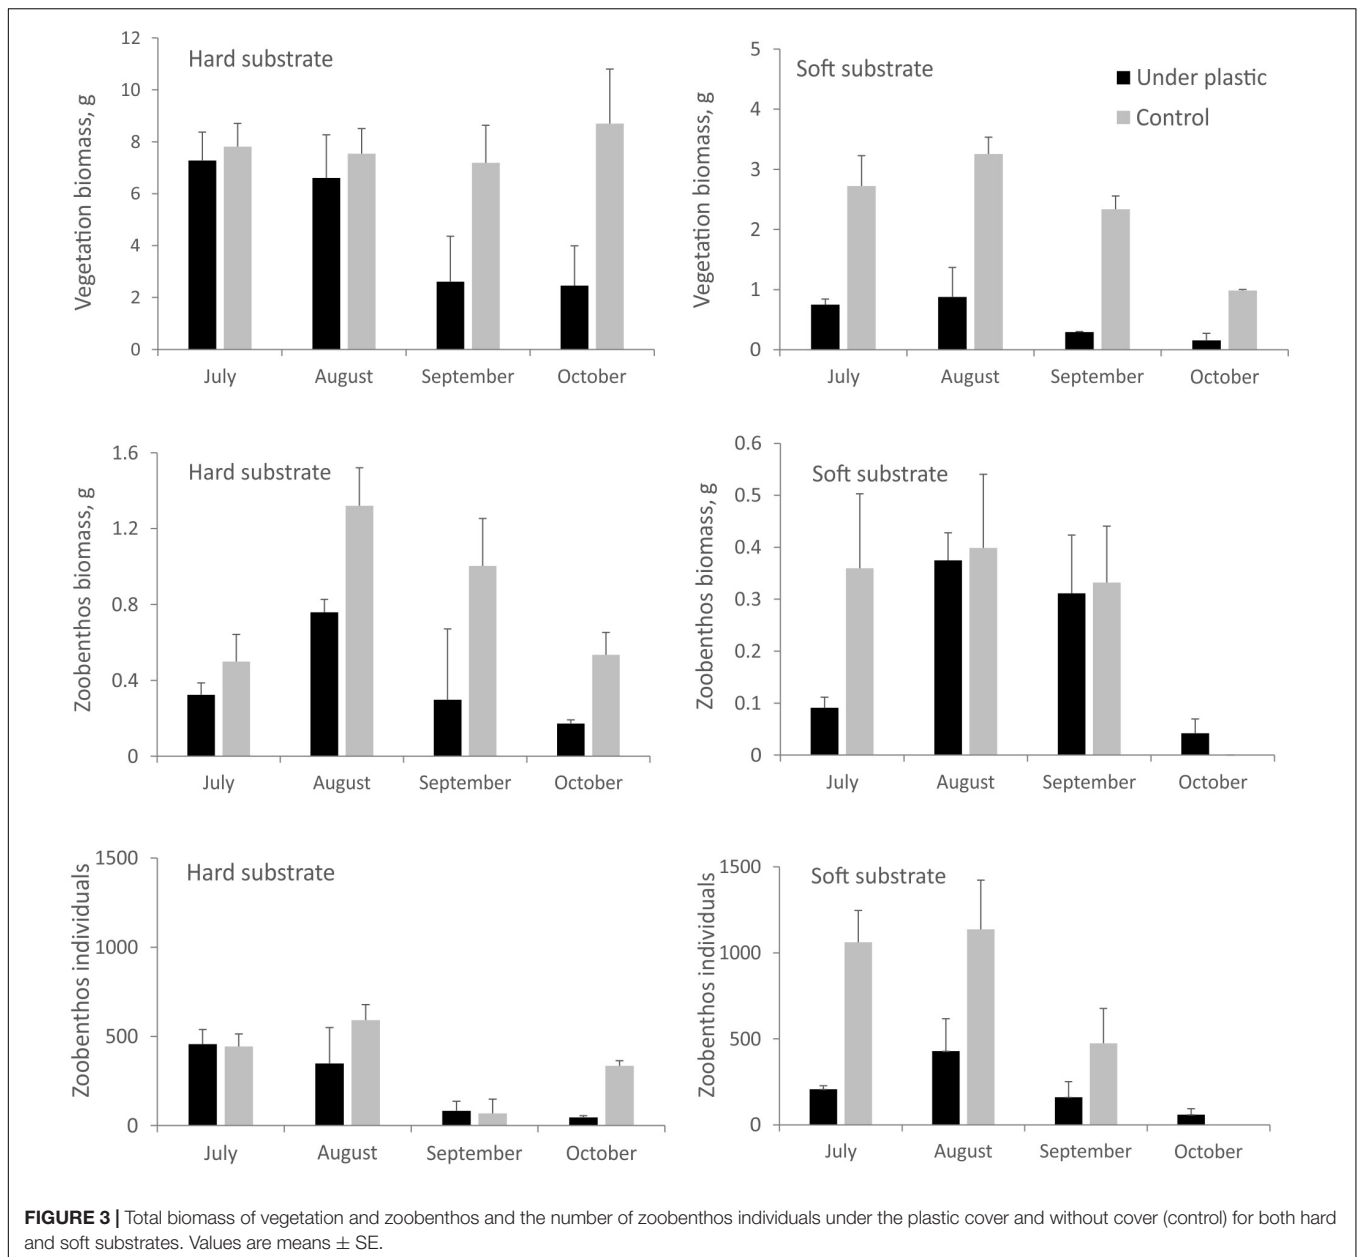 Hard substrate
Vegetation biomass, g
12
10
8
6
4
2
0
July August September October
Soft substrate
Under plastic
Control
Vegetation biomass, g
5
4
3
2
1
0
July August September October
Hard substrate
Zoobenthos biomass, g
1.6
1.2
0.8
0.4
0
July August September October
Soft substrate
Zoobenthos biomass, g
0.6
0.5
0.4
0.3
0.2
0.1
0
July August September October
Hard substrate
Zoobenthos individuals
1500
1000
500
0
July August September October
Soft substrate
Zoobenthos individuals
1500
1000
500
0
July August September October
FIGURE 3 | Total biomass of vegetation and zoobenthos and the number of zoobenthos individuals under the plastic cover and without cover (control) for both hard
and soft substrates. Values are means ± SE.